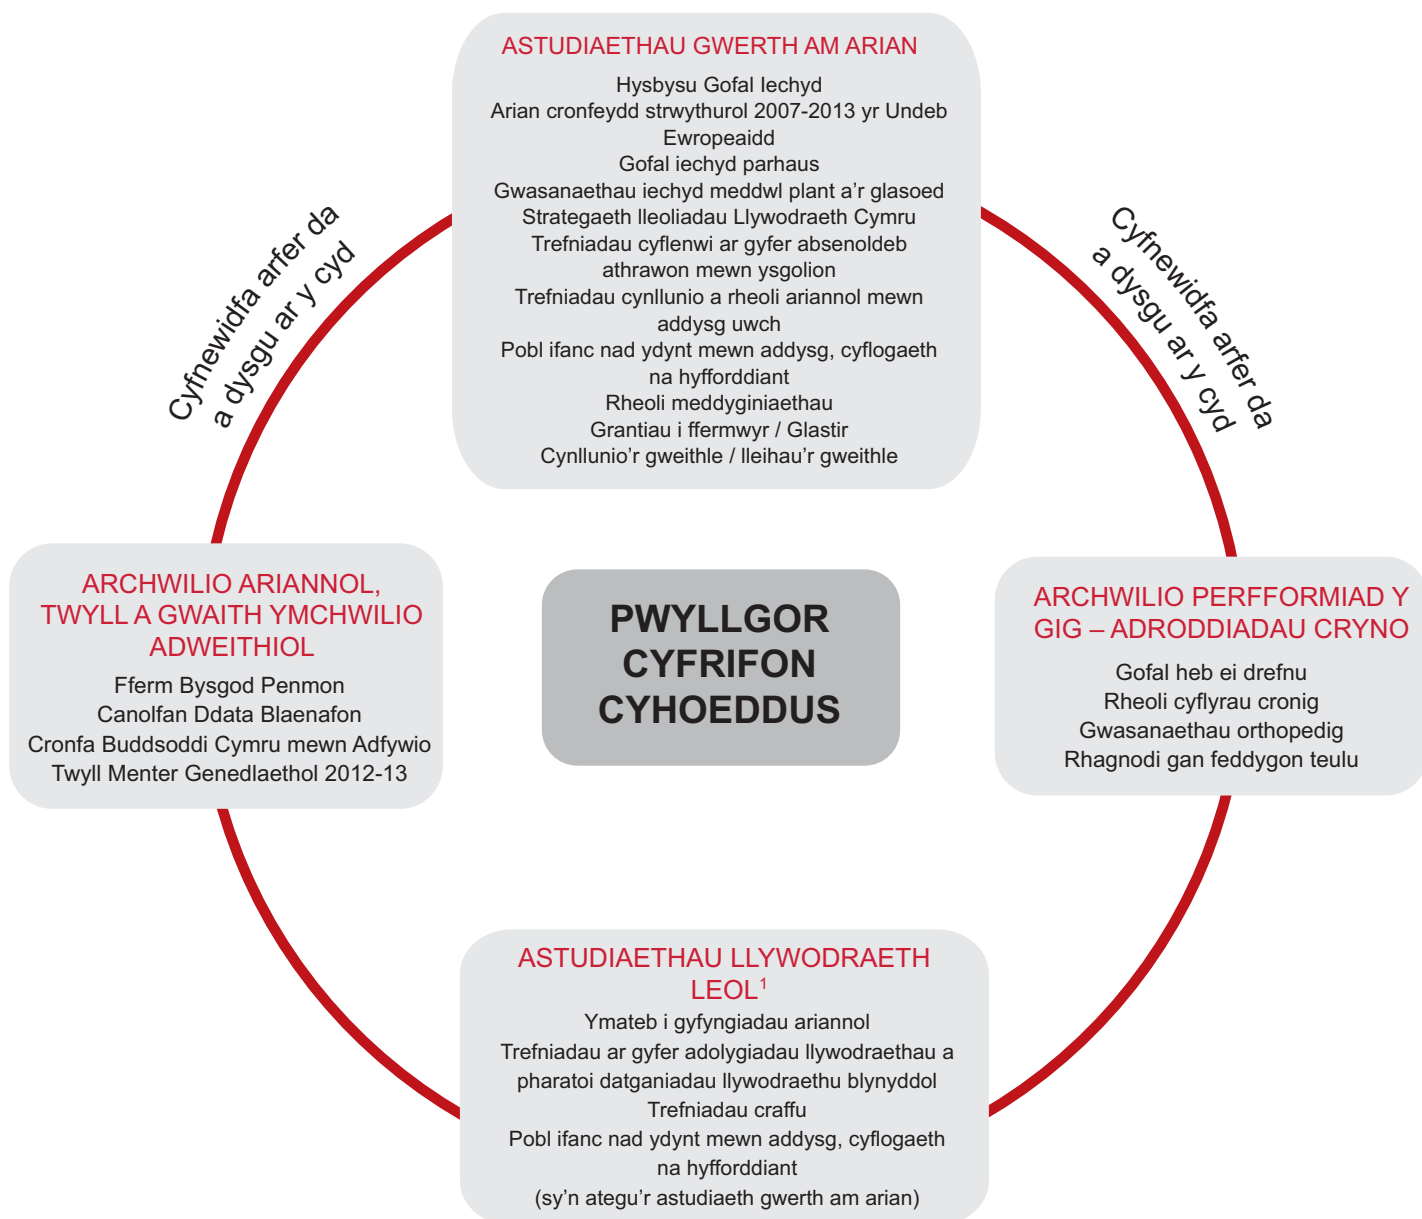 ASTUDIAETHAU GWERTH AM ARIAN
Hysbysu Gofal Iechyd
Arian cronfeydd strwythurol 2007-2013 yr Undeb
Ewropeaidd
Gofal iechyd parhaus
Gwasanaethau iechyd meddwl plant a'r glasoed
Strategaeth lleoliadau Llywodraeth Cymru
Trefniadau cyflenwi ar gyfer absenoldeb
athrawon mewn ysgolion
Trefniadau cynllunio a rheoli ariannol mewn
addysg uwch
Pobl ifanc nad ydynt mewn addysg, cyflogaeth
na hyfforddiant
Rheoli meddyginiaethau
Grantiau i ffermwyr / Glastir
Cynllunio'r gweithle / lleihau'r gweithle
Cyfnewidfa arfer da
a dysgu ar y cyd
Cyfnewidfa arfer da
a dysgu ar y cyd
ARCHWILIO ARIANNOL,
TWYLL A GWAITH YMCHWILIO
ADWEITHIOL
Fferm Bysgod Penmon
Canolfan Ddata Blaenafon
Cronfa Buddsoddi Cymru mewn Adfywio
Twyll Menter Genedlaethol 2012-13
PWYLLGOR
CYFRIFON
CYHOEDDUS
ARCHWILIO PERFFORMIAD Y
GIG – ADRODDIADAU CRYNO
Gofal heb ei drefnu
Rheoli cyflyrau cronig
Gwasanaethau orthopedig
Rhagnodi gan feddygon teulu
ASTUDIAETHAU LLYWODRAETH
LEOL¹
Ymateb i gyfyngiadau ariannol
Trefniadau ar gyfer adolygiadau llywodraethau a
pharatoi datganiadau llywodraethu blynyddol
Trefniadau craffu
Pobl ifanc nad ydynt mewn addysg, cyflogaeth
na hyfforddiant
(sy'n ategu'r astudiaeth gwerth am arian)